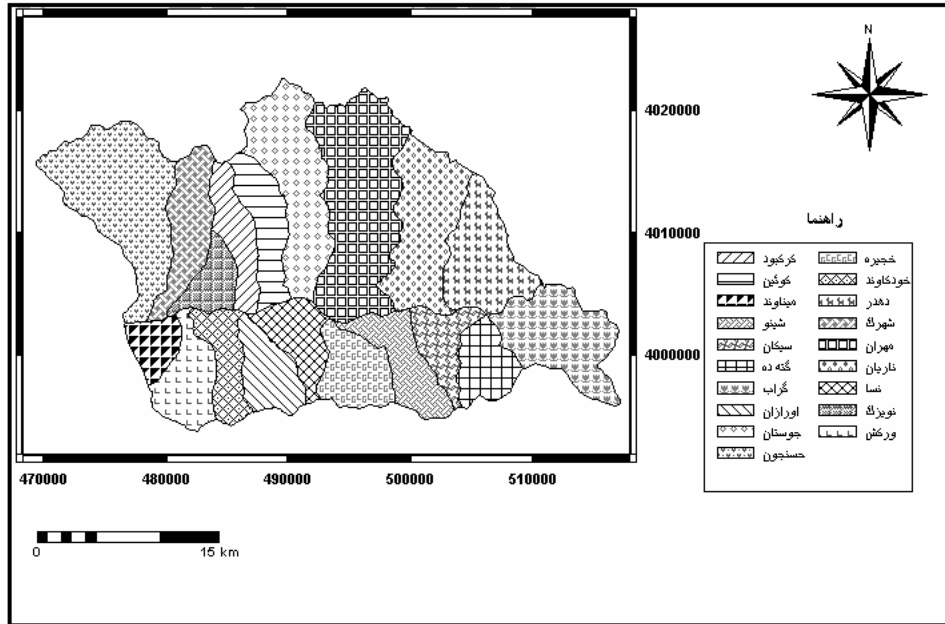 N
4020000
4010000
4000000
470000 480000 490000 500000 510000
0 15 km
راهنما
کرکبود خجیره
کوئین خودکاوند
میناوند دهدر
شینو شهرک
سیکان مهران
گته ده ناریان
گراب نسا
اورازان نویزک
جوستان ورکش
حسنجون